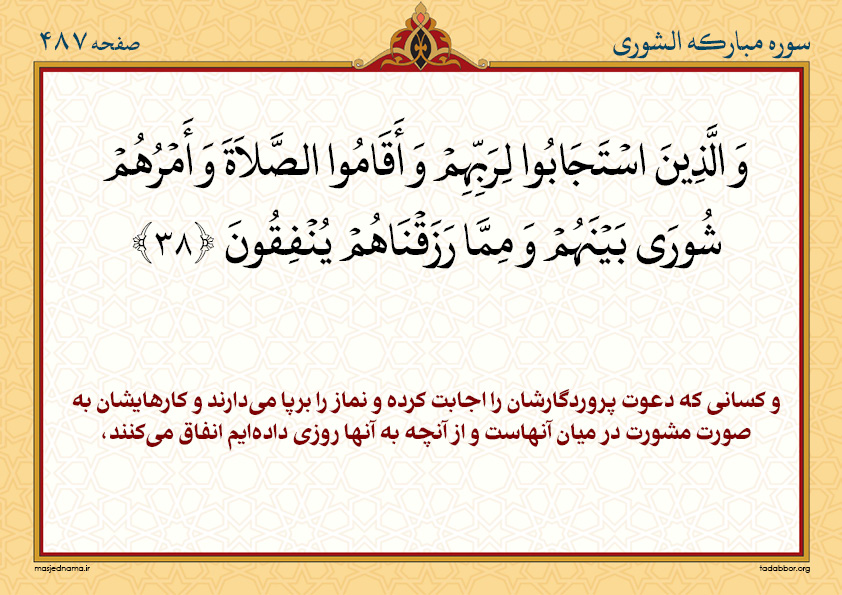 سوره مبارکه الشوری
صفحه ۴۸۷
وَ الَّذِينَ اسْتَجَابُوا لِرَبِّهِمْ وَ أَقَامُوا الصَّلاَةَ وَ أَمْرُهُمْ
شُورَى بَيْنَهُمْ وَ مِمَّا رَزَقْنَاهُمْ يُنْفِقُونَ ﴿۳۸﴾
و کسانی که دعوت پروردگارشان را اجابت کرده و نماز را برپا می‌دارند و کارهایشان به
صورت مشورت در میان آنهاست و از آنچه به آنها روزی داده‌ایم انفاق می‌کنند،
masjednama.ir
tadabbor.org